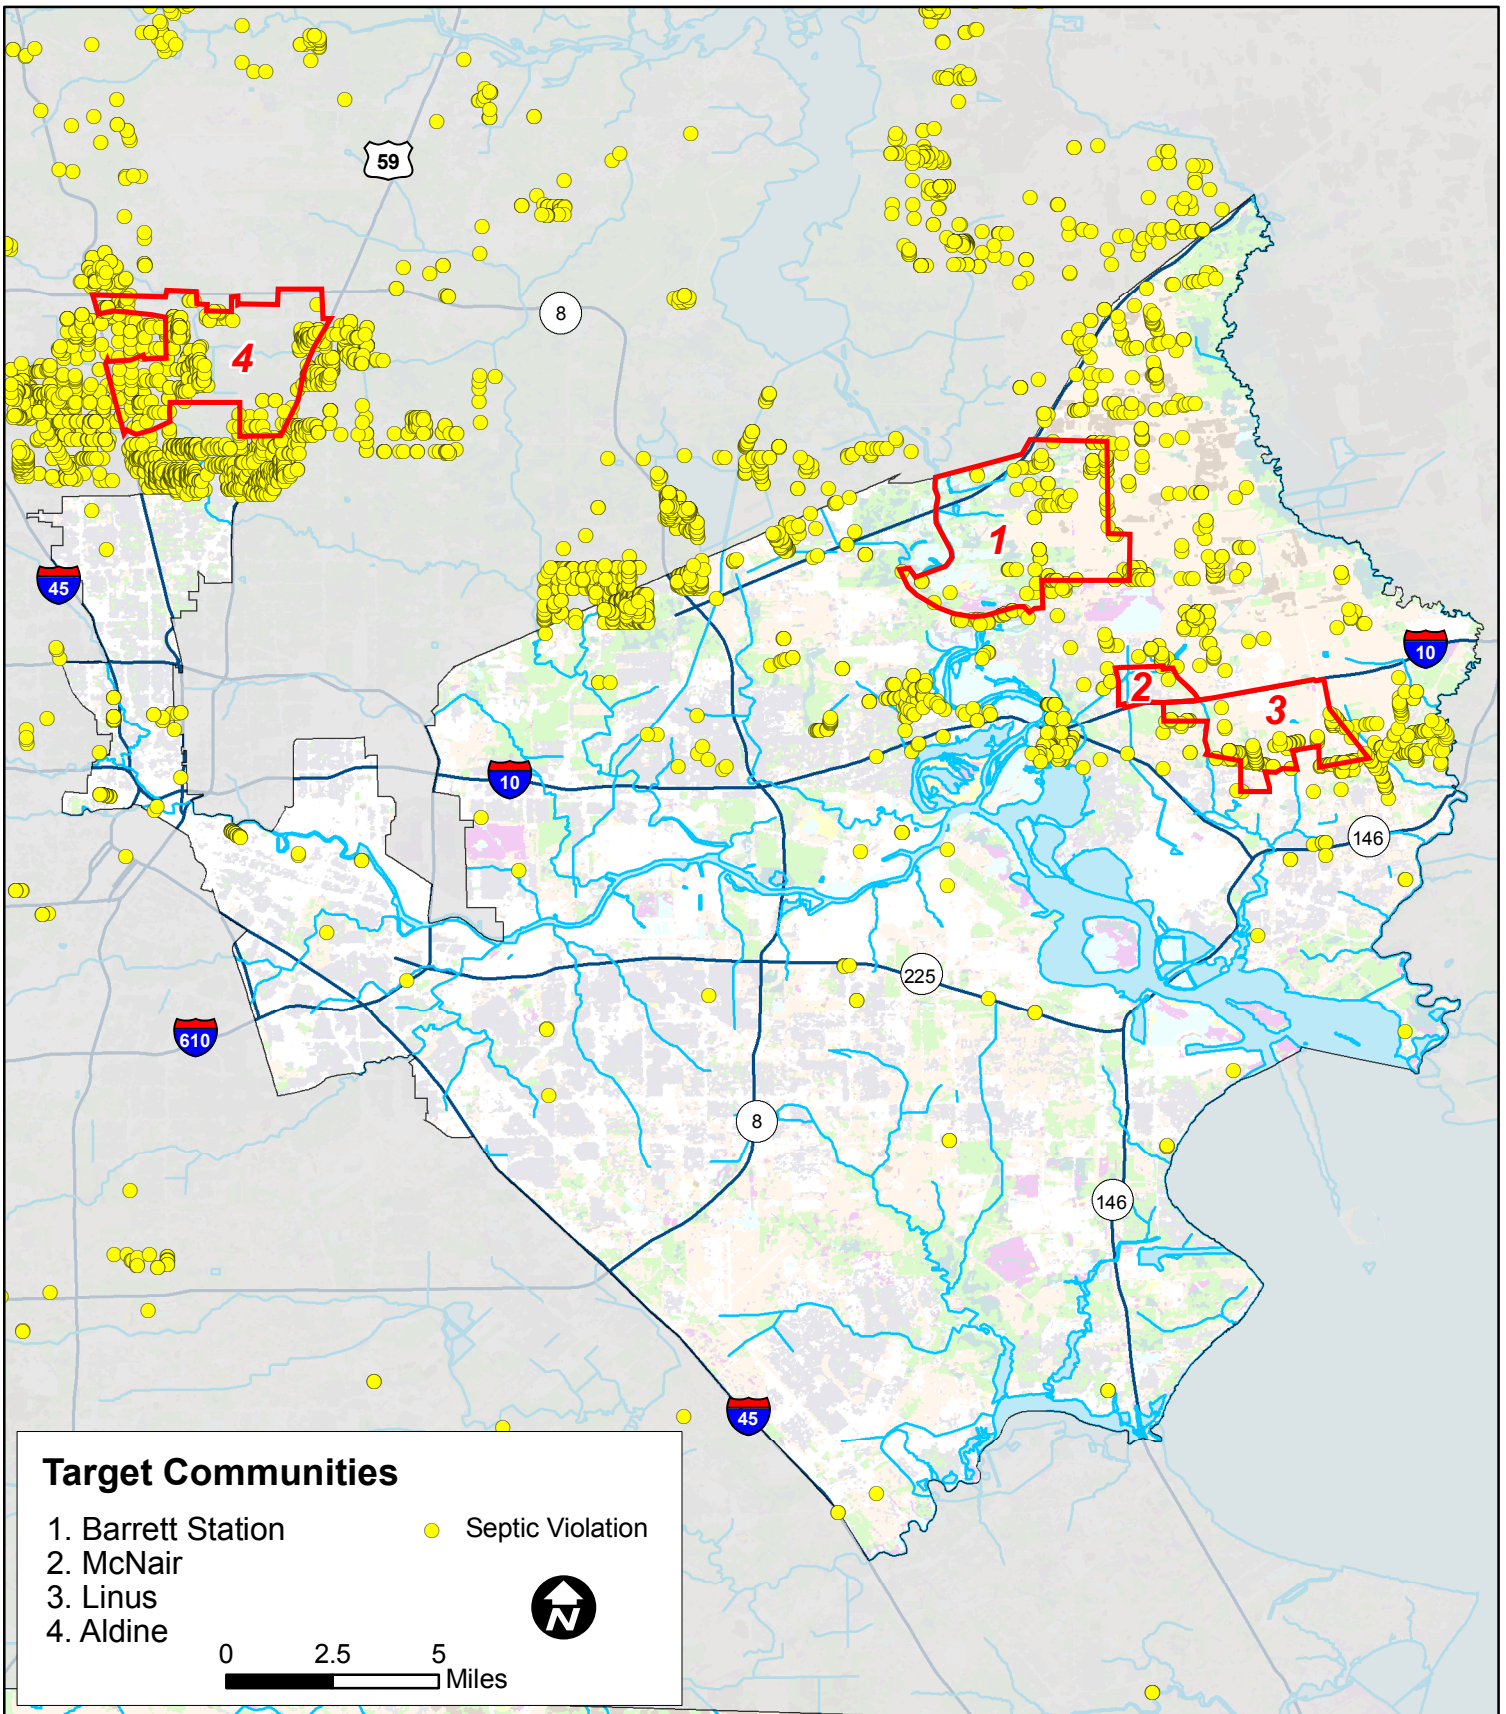 59
8
4
1
45
2
10
3
10
146
225
610
8
146
45
Target Communities
1. Barrett Station
2. McNair
3. Linus
4. Aldine
Septic Violation
N
0 2.5 5
Miles